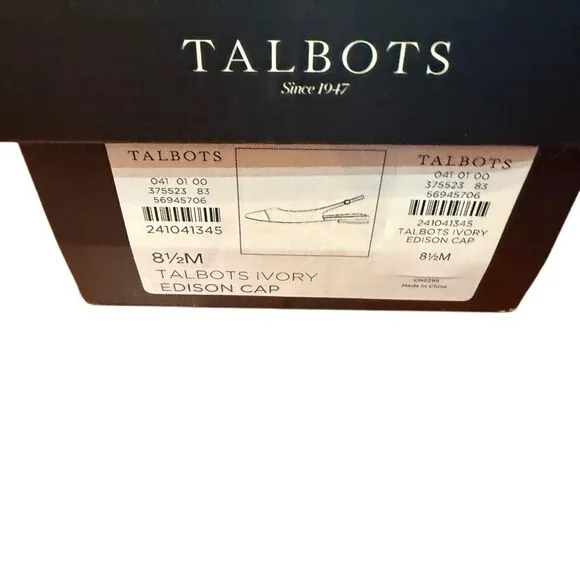 TALBOTS
Since 1947
TALBOTS
041 01 00
375523 83
56945706
241041345
8½M
TALBOTS IVORY
EDISON CAP
TALBOTS
041 01 00
375523 83
56945706
241041345
TALBOTS IVORY
EDISON CAP
8½M
CN2298
Made In China